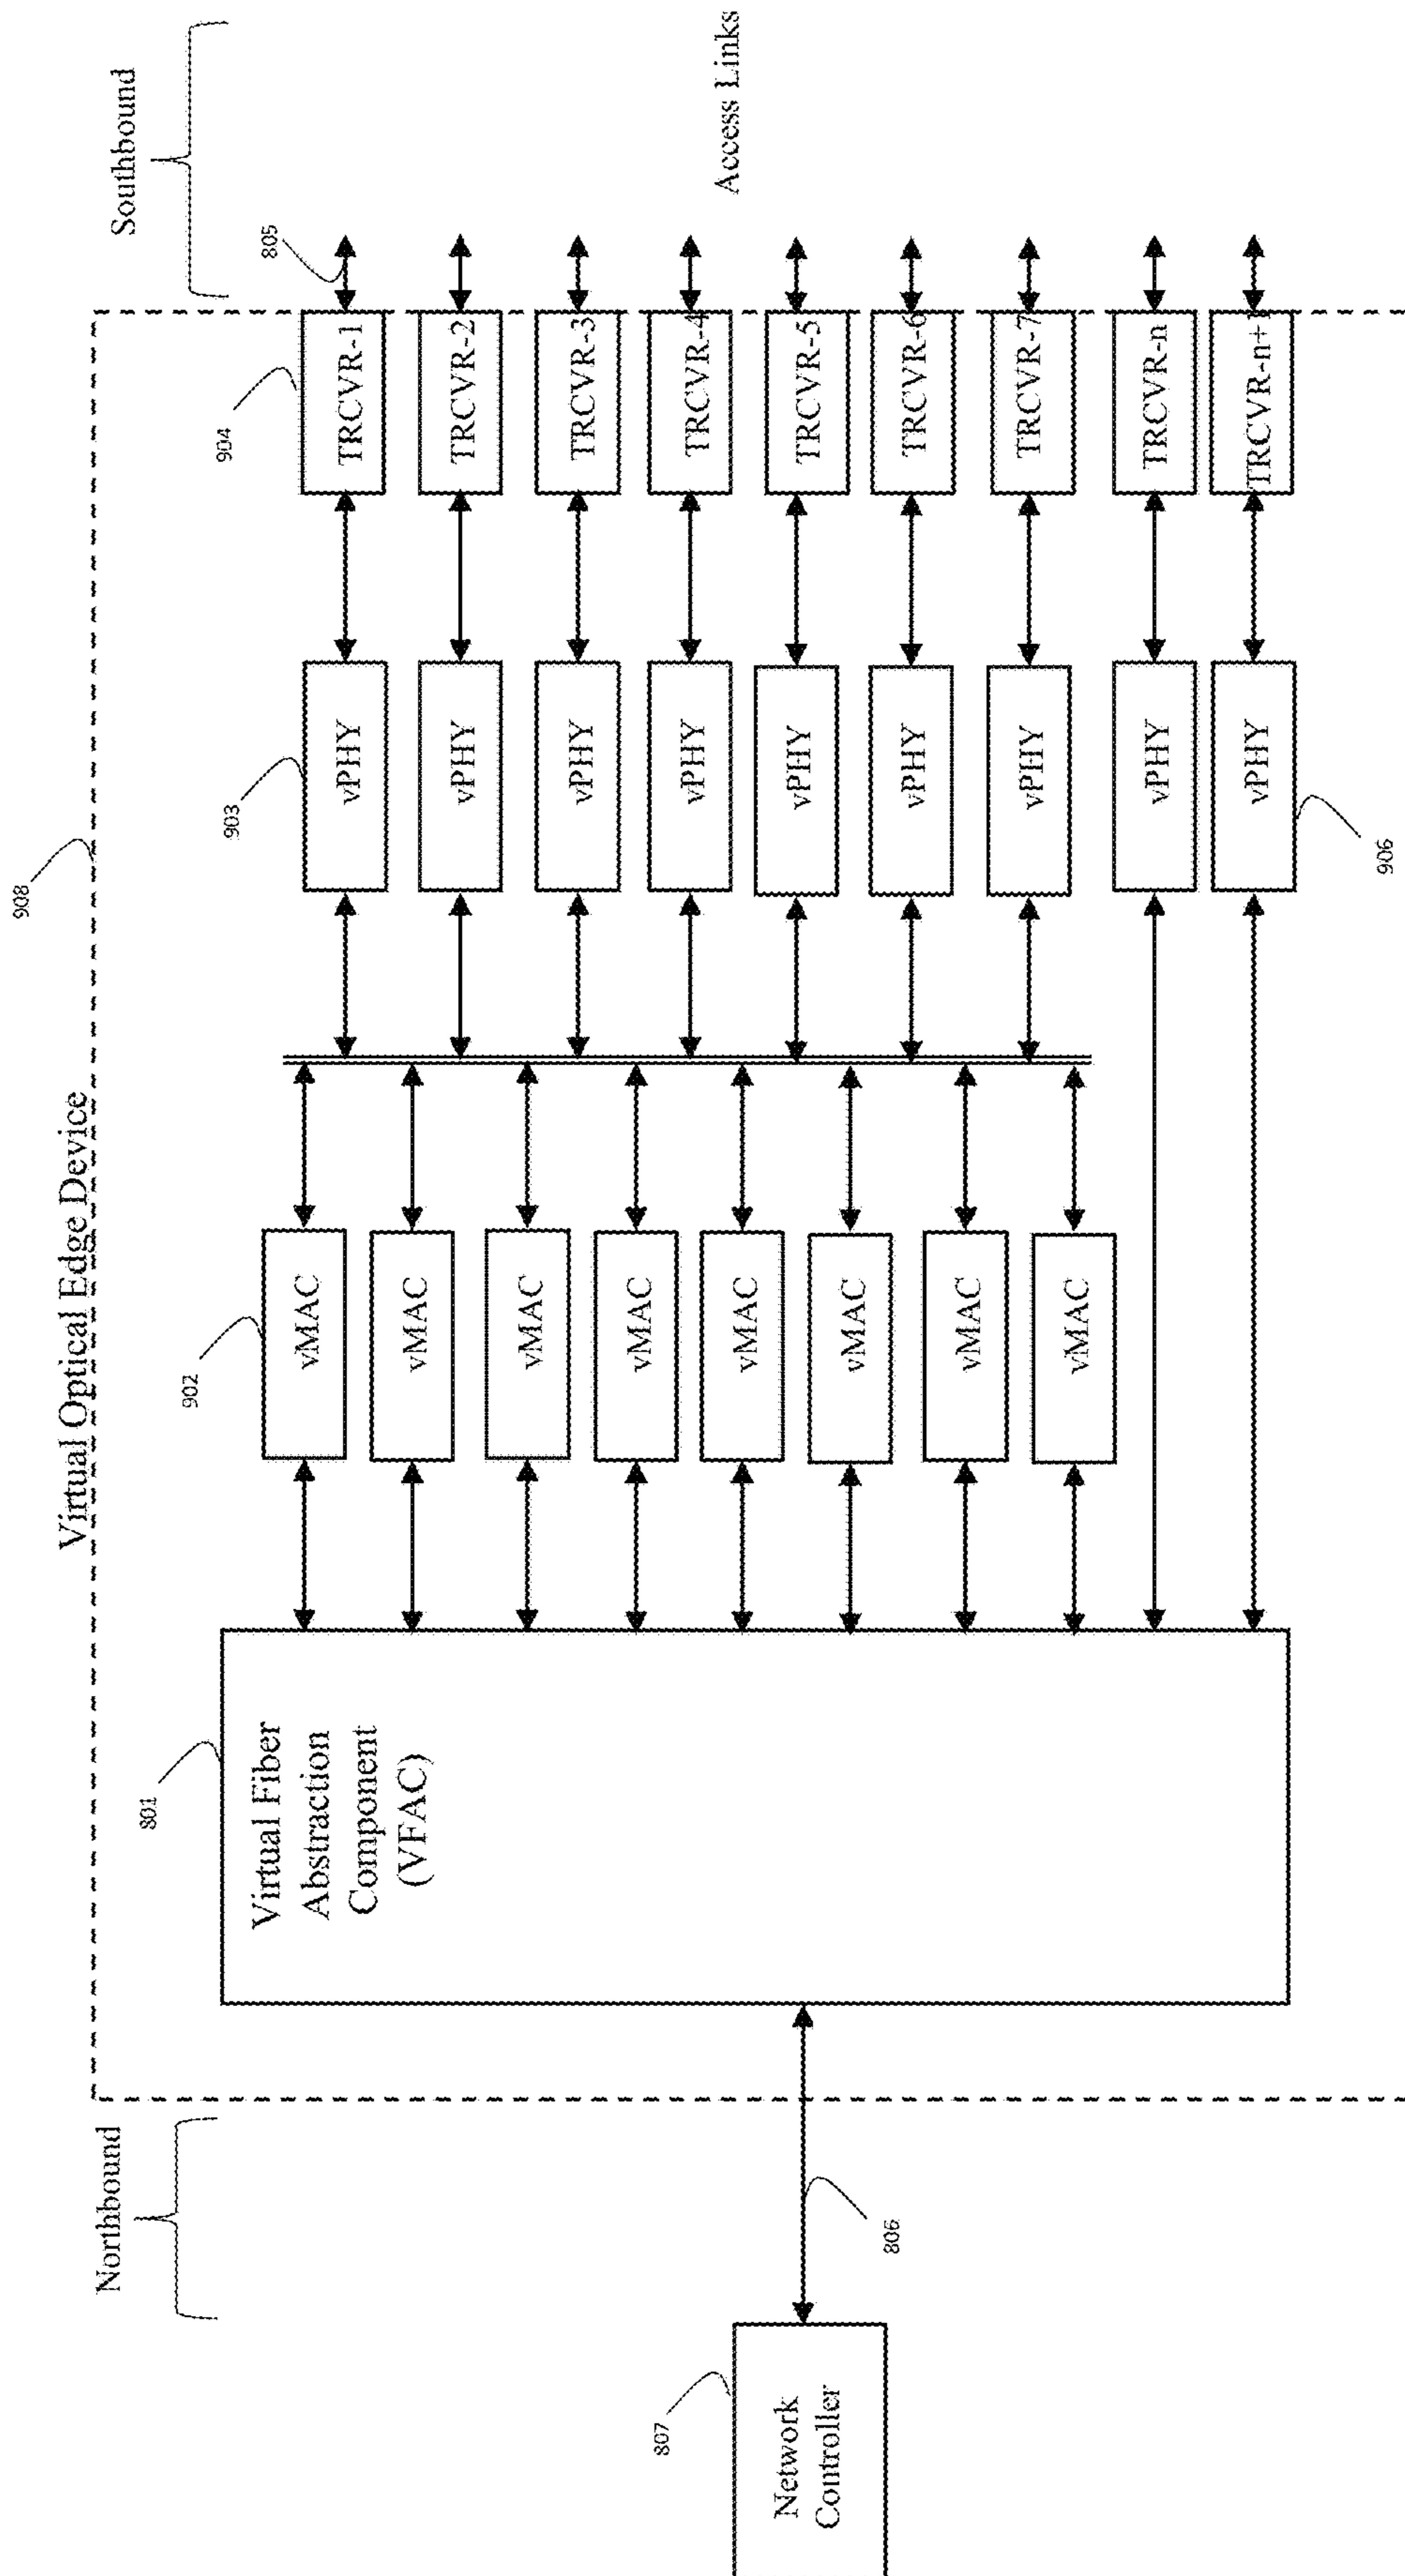 908
Virtual Optical Edge Device
Northbound
Southbound
807
Network
Controller
806
801
Virtual Fiber
Abstraction
Component
(VFAC)
902
vMAC
vMAC
vMAC
vMAC
vMAC
vMAC
vMAC
vMAC
903
vPHY
vPHY
vPHY
vPHY
vPHY
vPHY
vPHY
vPHY
vPHY
906
904
TRCVR-1
TRCVR-2
TRCVR-3
TRCVR-4
TRCVR-5
TRCVR-6
TRCVR-7
TRCVR-n
TRCVR-n+1
805
Access Links